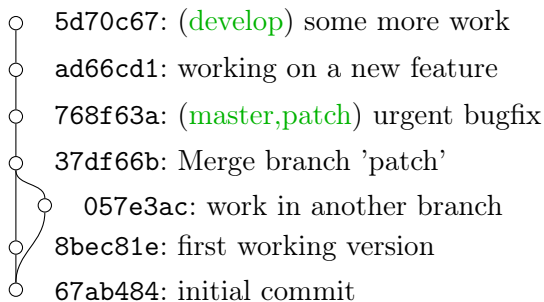 5d70c67: (develop) some more work
ad66cd1: working on a new feature
768f63a: (master,patch) urgent bugfix
37df66b: Merge branch ’patch’
057e3ac: work in another branch
8bec81e: first working version
67ab484: initial commit